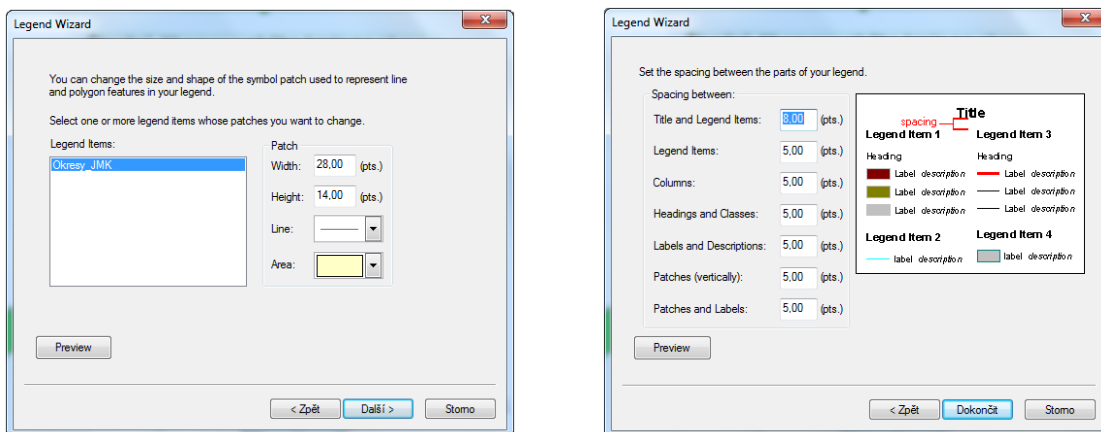 Legend Wizard
You can change the size and shape of the symbol patch used to represent line
and polygon features in your legend.
Select one or more legend items whose patches you want to change.
Legend Items:
Okresy_JMK
Patch
Width: 28,00 (pts.)
Height: 14,00 (pts.)
Line:
Area:
Preview
< Zpět Další > Storno
Legend Wizard
Set the spacing between the parts of your legend.
Spacing between:
Title and Legend Items: 8,00 (pts.)
Legend Items: 5,00 (pts.)
Columns: 5,00 (pts.)
Headings and Classes: 5,00 (pts.)
Labels and Descriptions: 5,00 (pts.)
Patches (vertically): 5,00 (pts.)
Patches and Labels: 5,00 (pts.)
Title
spacing
Legend Item 1 Legend Item 3
Heading Heading
Label description Label description
Label description Label description
Label description Label description
Legend Item 2 Legend Item 4
label description label description
Preview
< Zpět Dokončit Storno